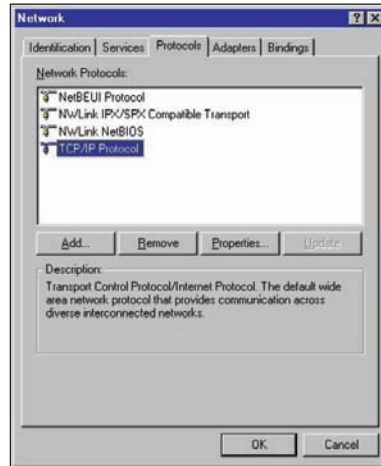 Network
Identification Services Protocols Adapters Bindings
Network Protocols:
NetBEUI Protocol
NWLink IPX/SPX Compatible Transport
NWLink NetBIOS
TCP/IP Protocol
Add... Remove Properties... Update
Description:
Transport Control Protocol/Internet Protocol. The default wide
area network protocol that provides communication across
diverse interconnected networks.
OK Cancel